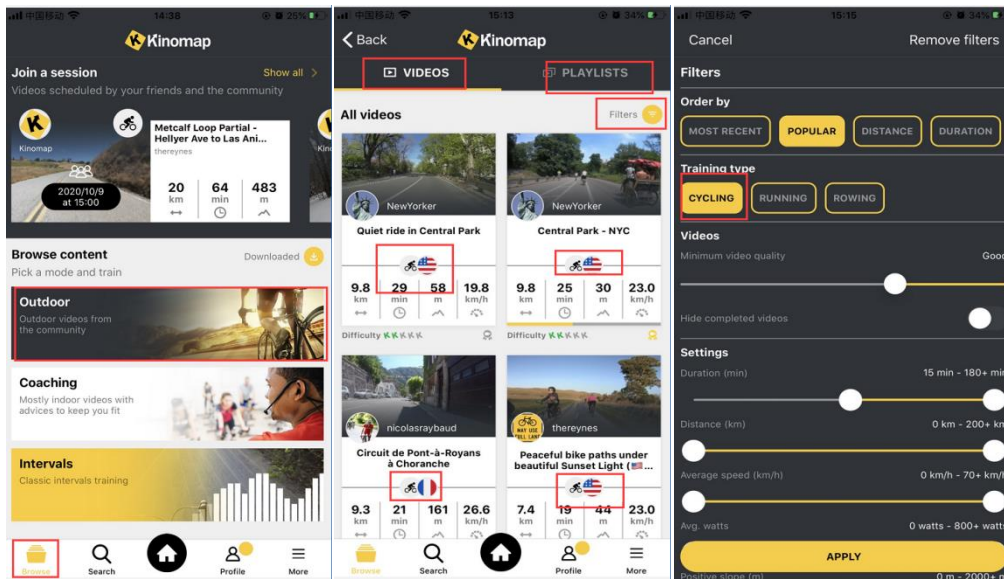 中国移动 14:38 25%
Kinomap
Join a session
Show all >
Videos scheduled by your friends and the community
Kinomap
2020/10/9
at 15:00
Metcalf Loop Partial -
Hellyer Ave to Las Ani...
thereynes
20 64 483
km min m
Browse content
Downloaded
Pick a mode and train
Outdoor
Outdoor videos from
the community
Coaching
Mostly indoor videos with
advices to keep you fit
Intervals
Classic intervals training
Browse Search Profile More
中国移动 15:13 34%
Back
Kinomap
VIDEOS PLAYLISTS
All videos
Filters
NewYorker
Quiet ride in Central Park
9.8 29 58 19.8
km min m km/h
Difficulty
NewYorker
Central Park - NYC
9.8 25 30 23.0
km min m km/h
Difficulty
nicolasraybaud
Circuit de Pont-à-Royans
à Choranche
9.3 21 161 26.6
km min m km/h
thereynes
Peaceful bike paths under
beautiful Sunset Light (...
7.4 19 44 23.0
km min m km/h
Browse Search Profile More
中国移动 15:15 34%
Cancel Remove filters
Filters
Order by
MOST RECENT POPULAR DISTANCE DURATION
Training type
CYCLING RUNNING ROWING
Videos
Minimum video quality Good
Hide completed videos
Settings
Duration (min) 15 min - 180+ min
Distance (km) 0 km - 200+ km
Average speed (km/h) 0 km/h - 70+ km/h
Avg. watts 0 watts - 800+ watts
APPLY
Positive slope (m) 0 m - 2000+ m